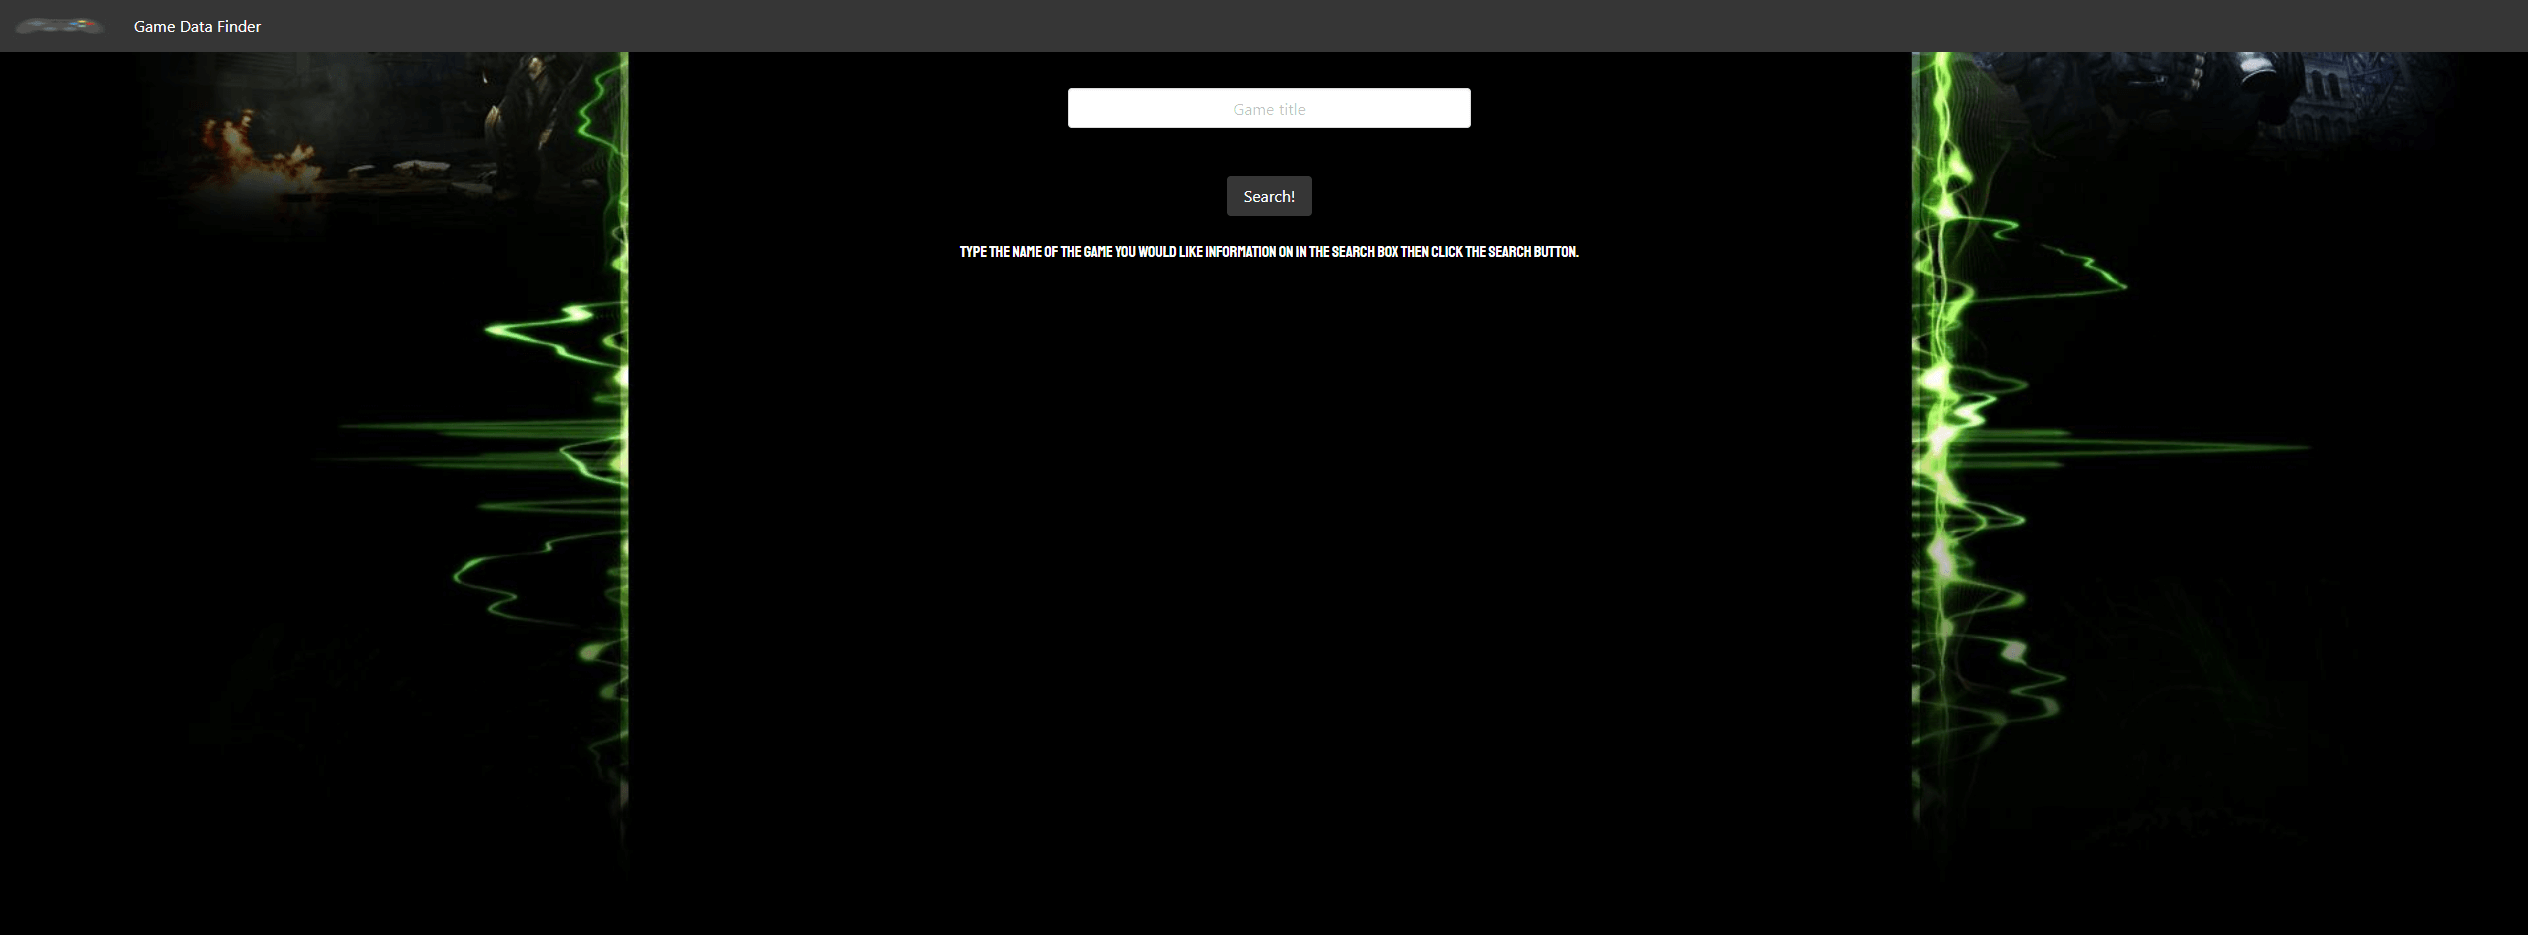 Game Data Finder
Game title
Search!
TYPE THE NAME OF THE GAME YOU WOULD LIKE INFORMATION ON IN THE SEARCH BOX THEN CLICK THE SEARCH BUTTON.